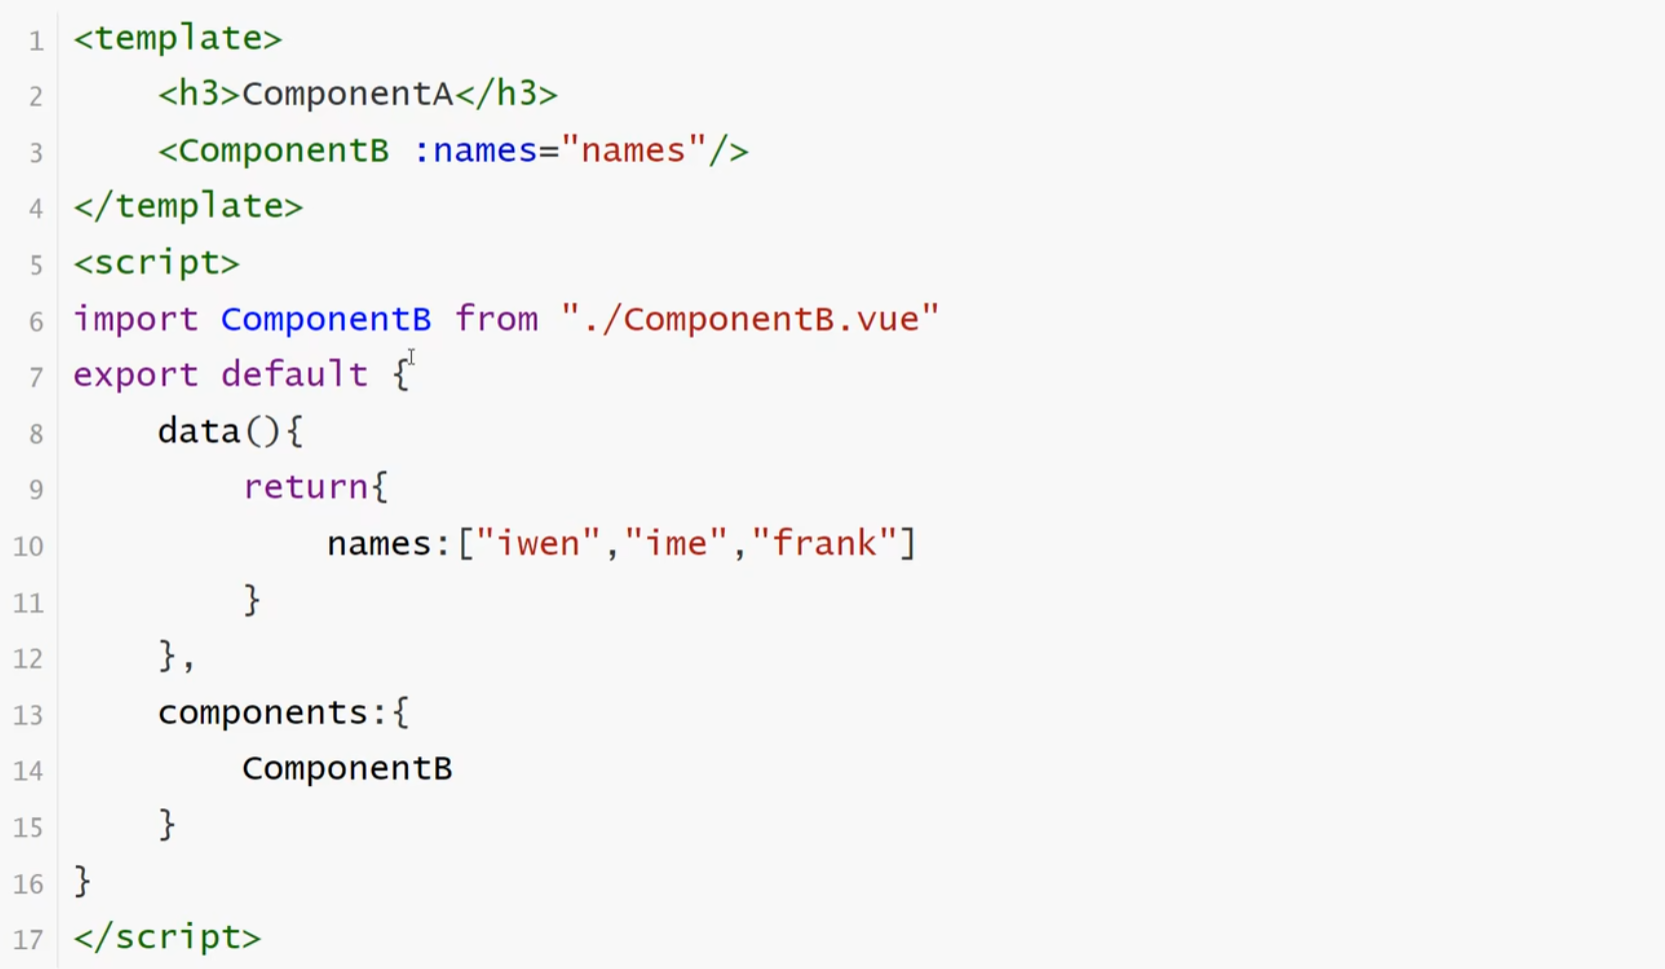 1 <template>
2 <h3>ComponentA</h3>
3 <ComponentB :names="names"/>
4 </template>
5 <script>
6 import ComponentB from "./ComponentB.vue"
7 export default {
8 data(){
9 return{
10 names:["iwen","ime","frank"]
11 }
12 },
13 components:{
14 ComponentB
15 }
16 }
17 </script>